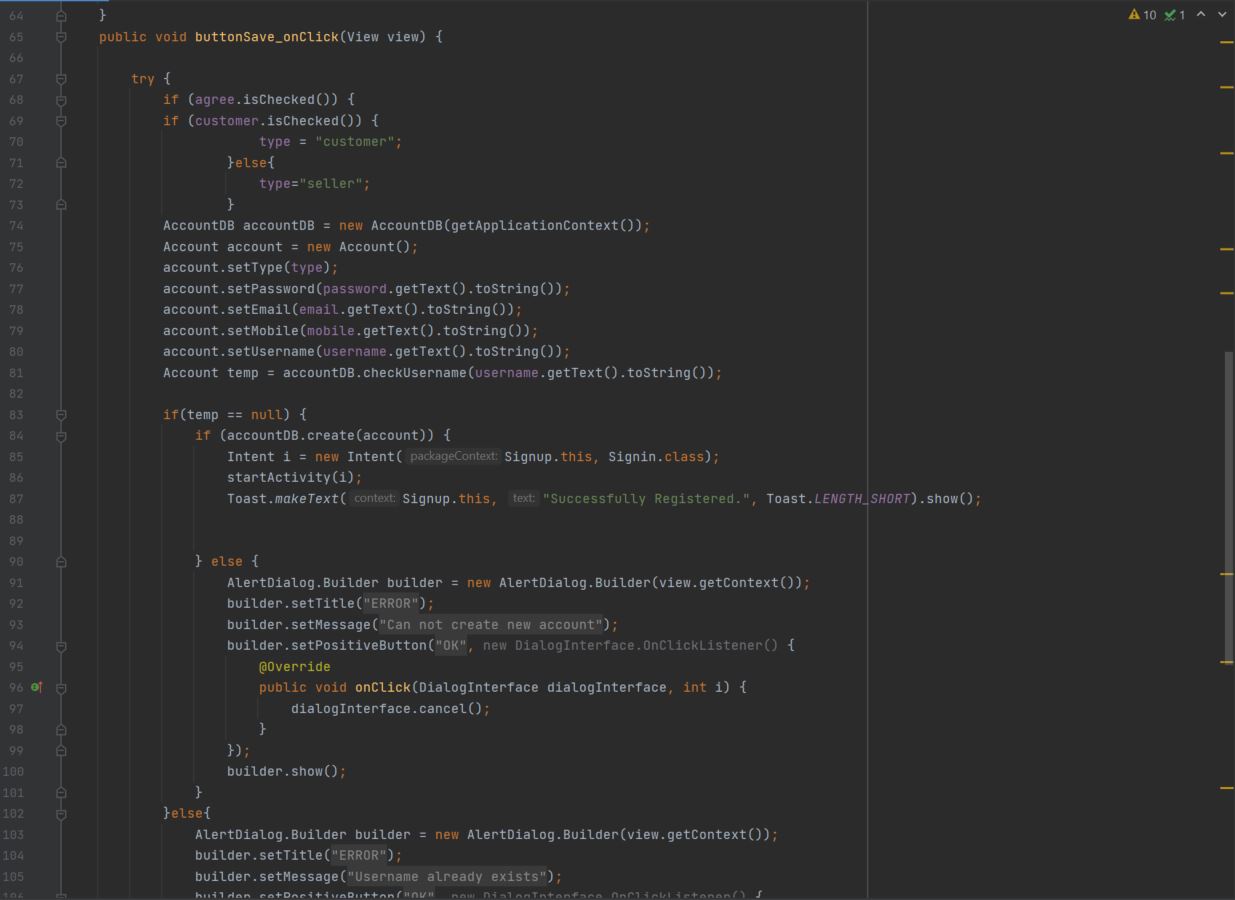 10 1
64 }
65 public void buttonSave_onClick(View view) {
66
67 try {
68 if (agree.isChecked()) {
69 if (customer.isChecked()) {
70 type = "customer";
71 }else{
72 type="seller";
73 }
74 AccountDB accountDB = new AccountDB(getApplicationContext());
75 Account account = new Account();
76 account.setType(type);
77 account.setPassword(password.getText().toString());
78 account.setEmail(email.getText().toString());
79 account.setMobile(mobile.getText().toString());
80 account.setUsername(username.getText().toString());
81 Account temp = accountDB.checkUsername(username.getText().toString());
82
83 if(temp == null) {
84 if (accountDB.create(account)) {
85 Intent i = new Intent( packageContext: Signup.this, Signin.class);
86 startActivity(i);
87 Toast.makeText( context: Signup.this, text: "Successfully Registered.", Toast.LENGTH_SHORT).show();
88
89
90 } else {
91 AlertDialog.Builder builder = new AlertDialog.Builder(view.getContext());
92 builder.setTitle("ERROR");
93 builder.setMessage("Can not create new account");
94 builder.setPositiveButton("OK", new DialogInterface.OnClickListener() {
95 @Override
96 public void onClick(DialogInterface dialogInterface, int i) {
97 dialogInterface.cancel();
98 }
99 });
100 builder.show();
101 }
102 }else{
103 AlertDialog.Builder builder = new AlertDialog.Builder(view.getContext());
104 builder.setTitle("ERROR");
105 builder.setMessage("Username already exists");
106 builder.setPositiveButton("OK", new DialogInterface.OnClickListener() {